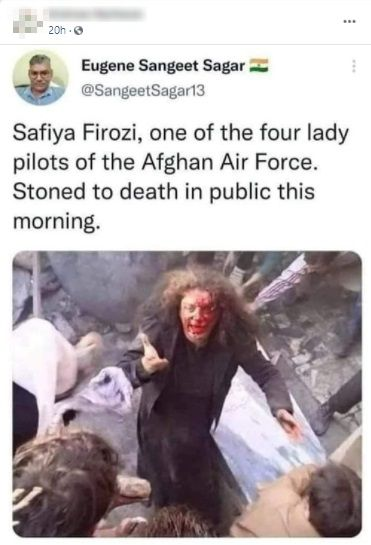 20h
Eugene Sangeet Sagar
@SangeetSagar13
Safiya Firozi, one of the four lady
pilots of the Afghan Air Force.
Stoned to death in public this
morning.